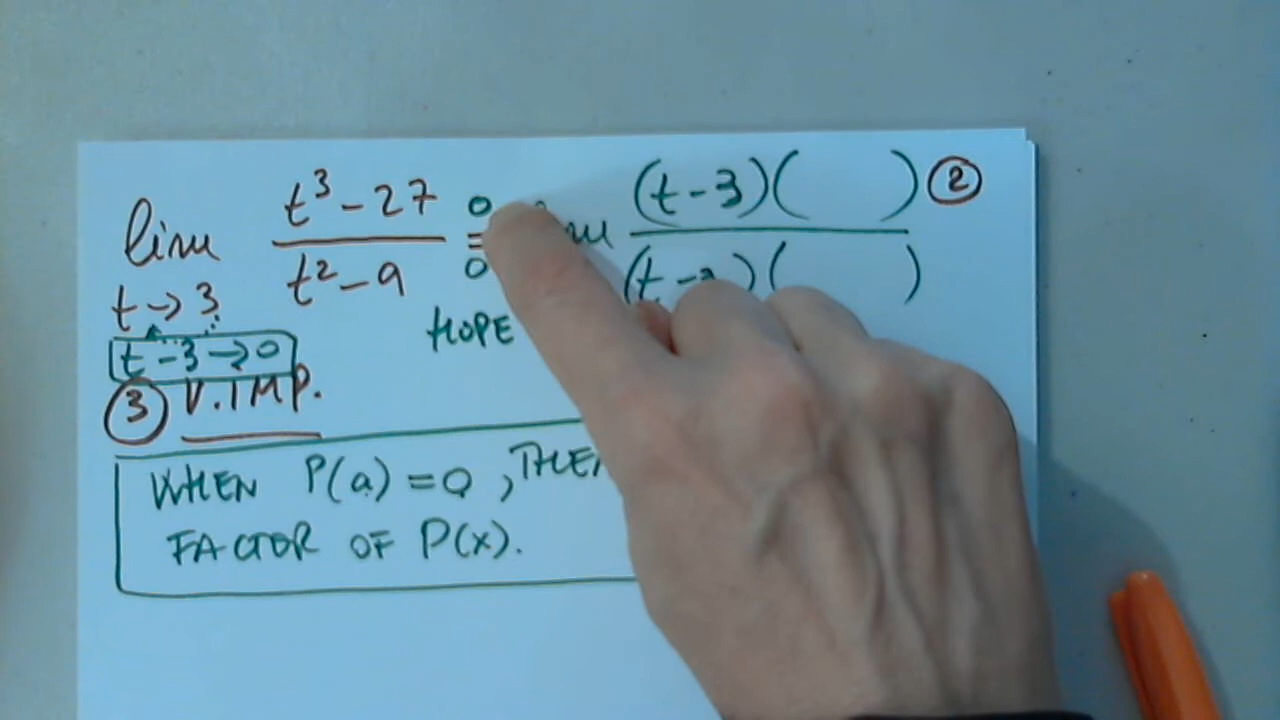 lim t³-27 / t²-9 = 0/0 (t-3)( ) / (t- )( ) ②
t→3
HOPE
t-3→0
③ V.IMP.
WHEN P(a)=0,
FACTOR OF P(x).